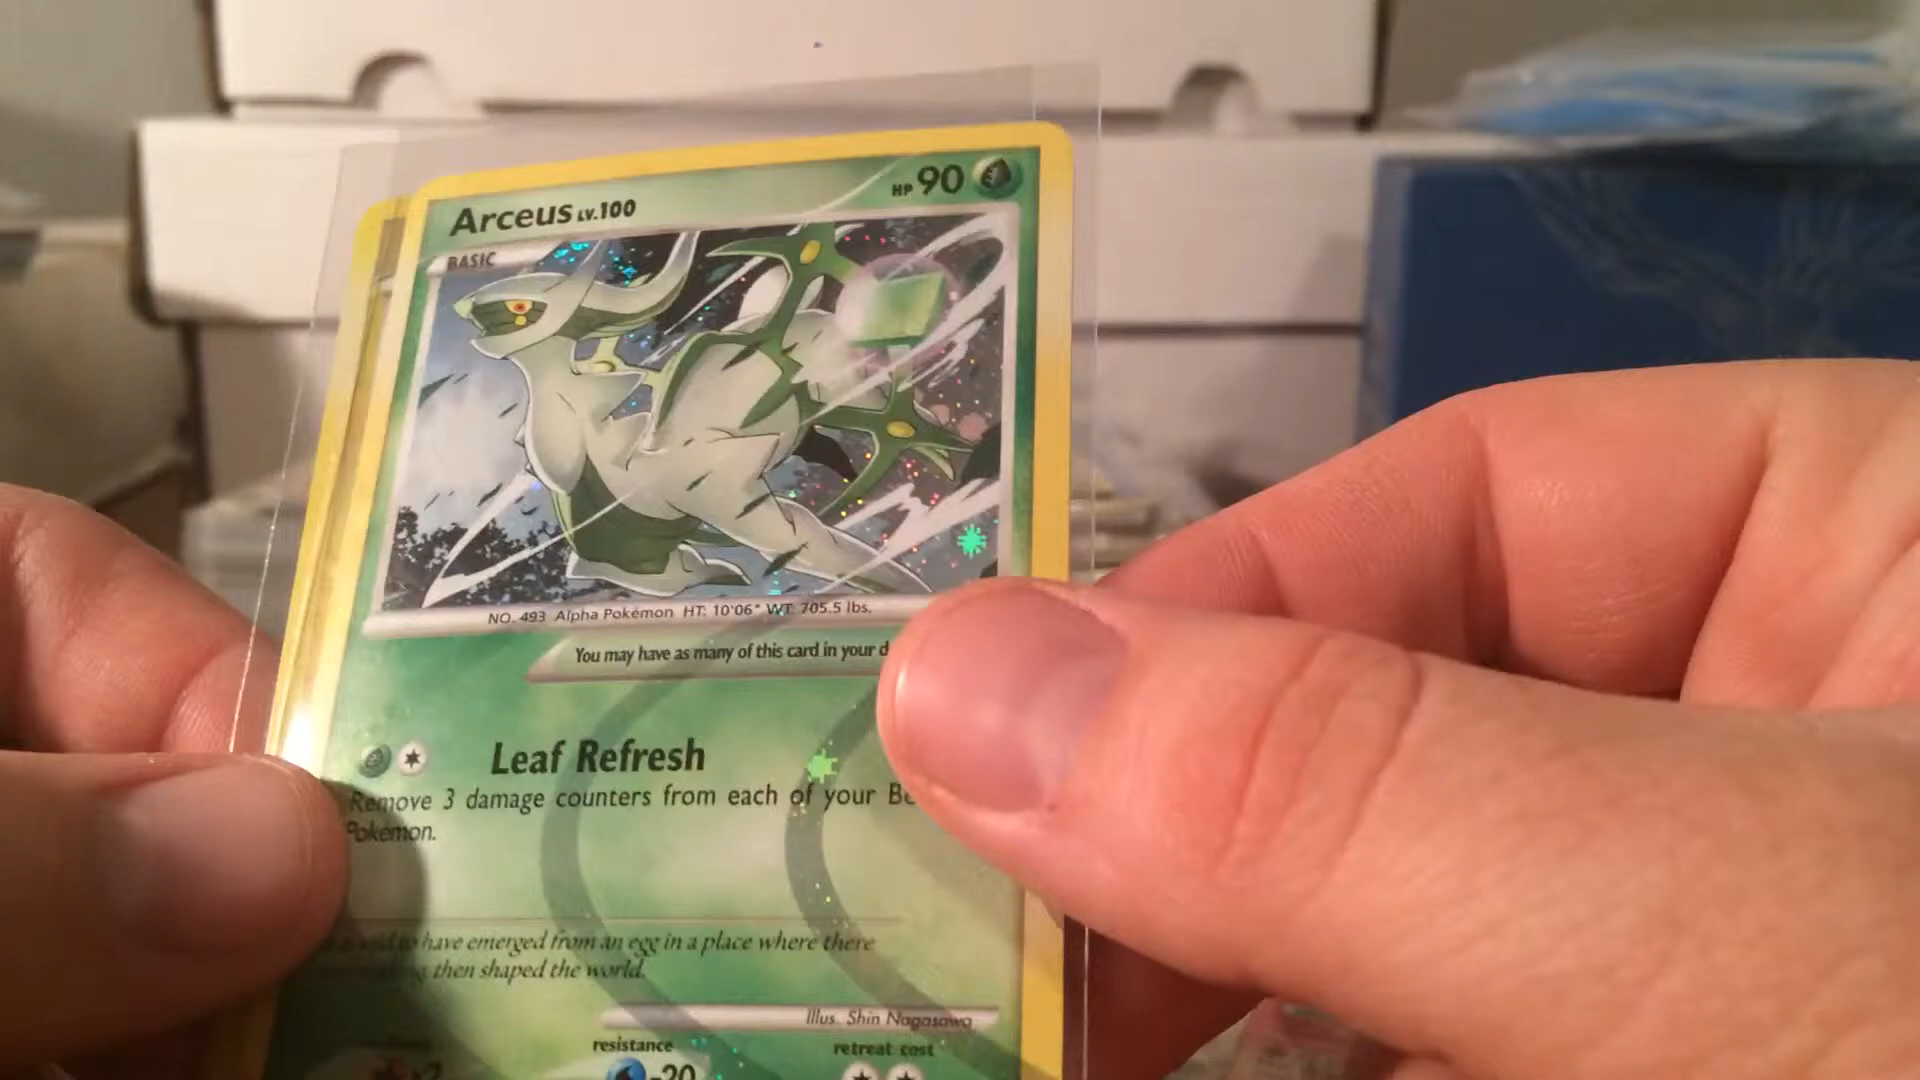 Arceus LV.100
HP 90
BASIC
NO. 493 Alpha Pokémon HT: 10'06" WT: 705.5 lbs.
You may have as many of this card in your
Leaf Refresh
Remove 3 damage counters from each of your
Pokémon.
to have emerged from an egg in a place where there
then shaped the world.
Illus. Shin Nagasawa
resistance
retreat cost
x2
-20